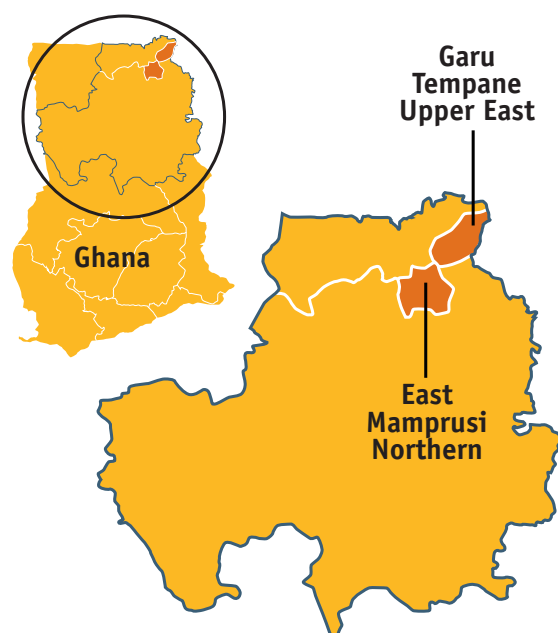 Garu
Tempane
Upper East
Ghana
East
Mamprusi
Northern